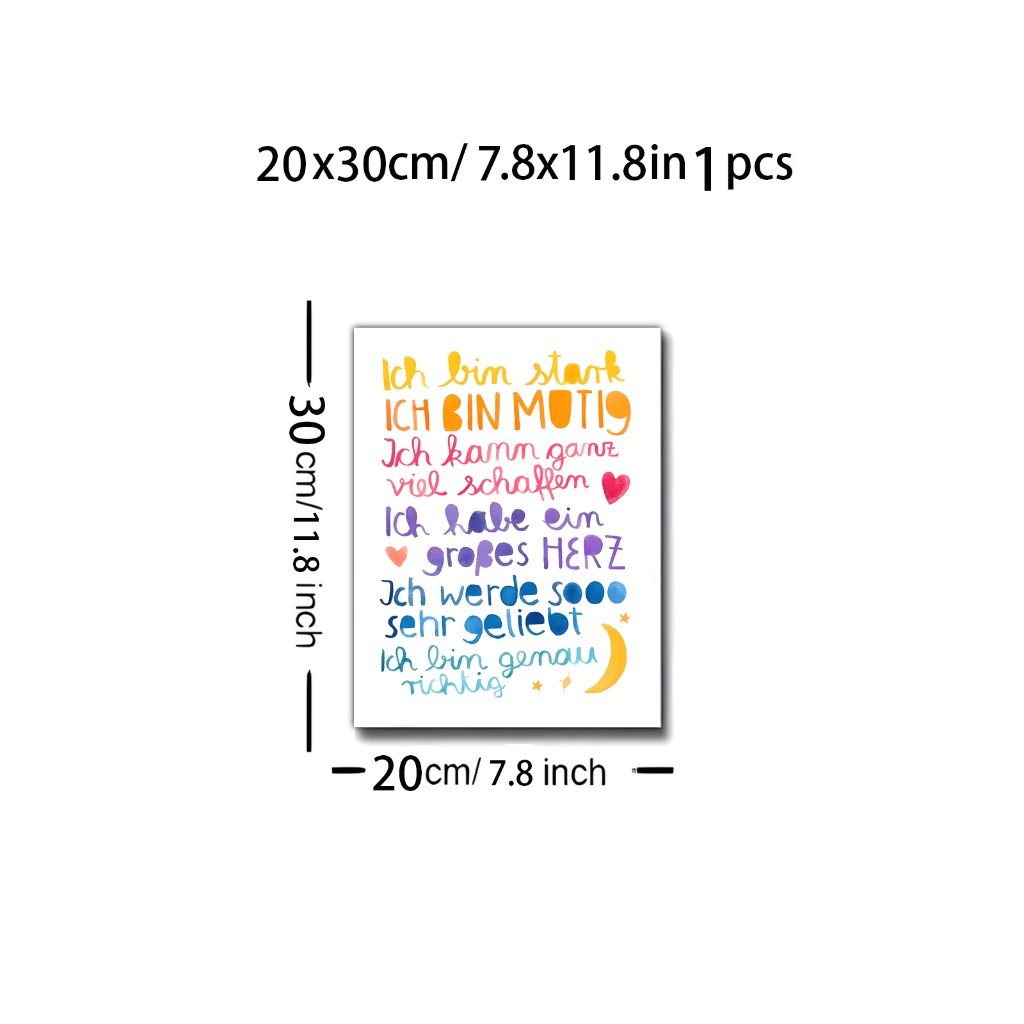 20x30cm/ 7.8x11.8in 1 pcs
30 cm/11.8 inch
Ich bin stark
ICH BIN MUTIG
Ich kann ganz
viel schaffen
Ich habe ein
großes HERZ
Ich werde sooo
sehr geliebt
Ich bin genau
richtig
20cm/ 7.8 inch